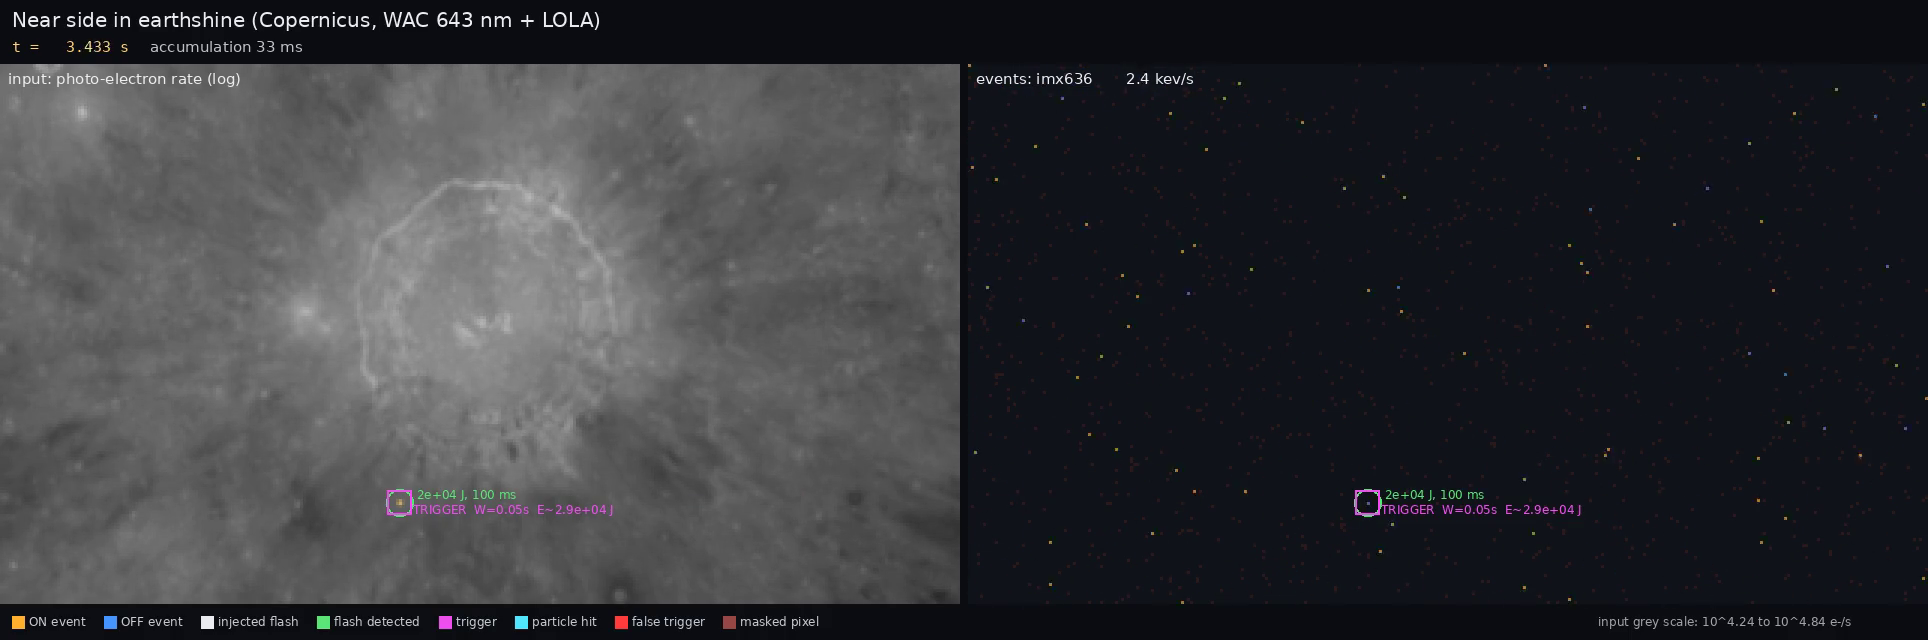 Near side in earthshine (Copernicus, WAC 643 nm + LOLA)
t =   3.433 s   accumulation 33 ms
input: photo-electron rate (log)
2e+04 J, 100 ms
TRIGGER  W=0.05s  E~2.9e+04 J
events: imx636   2.4 kev/s
2e+04 J, 100 ms
TRIGGER  W=0.05s  E~2.9e+04 J
ON event   OFF event   injected flash   flash detected   trigger   particle hit   false trigger   masked pixel   input grey scale: 10^4.24 to 10^4.84 e-/s